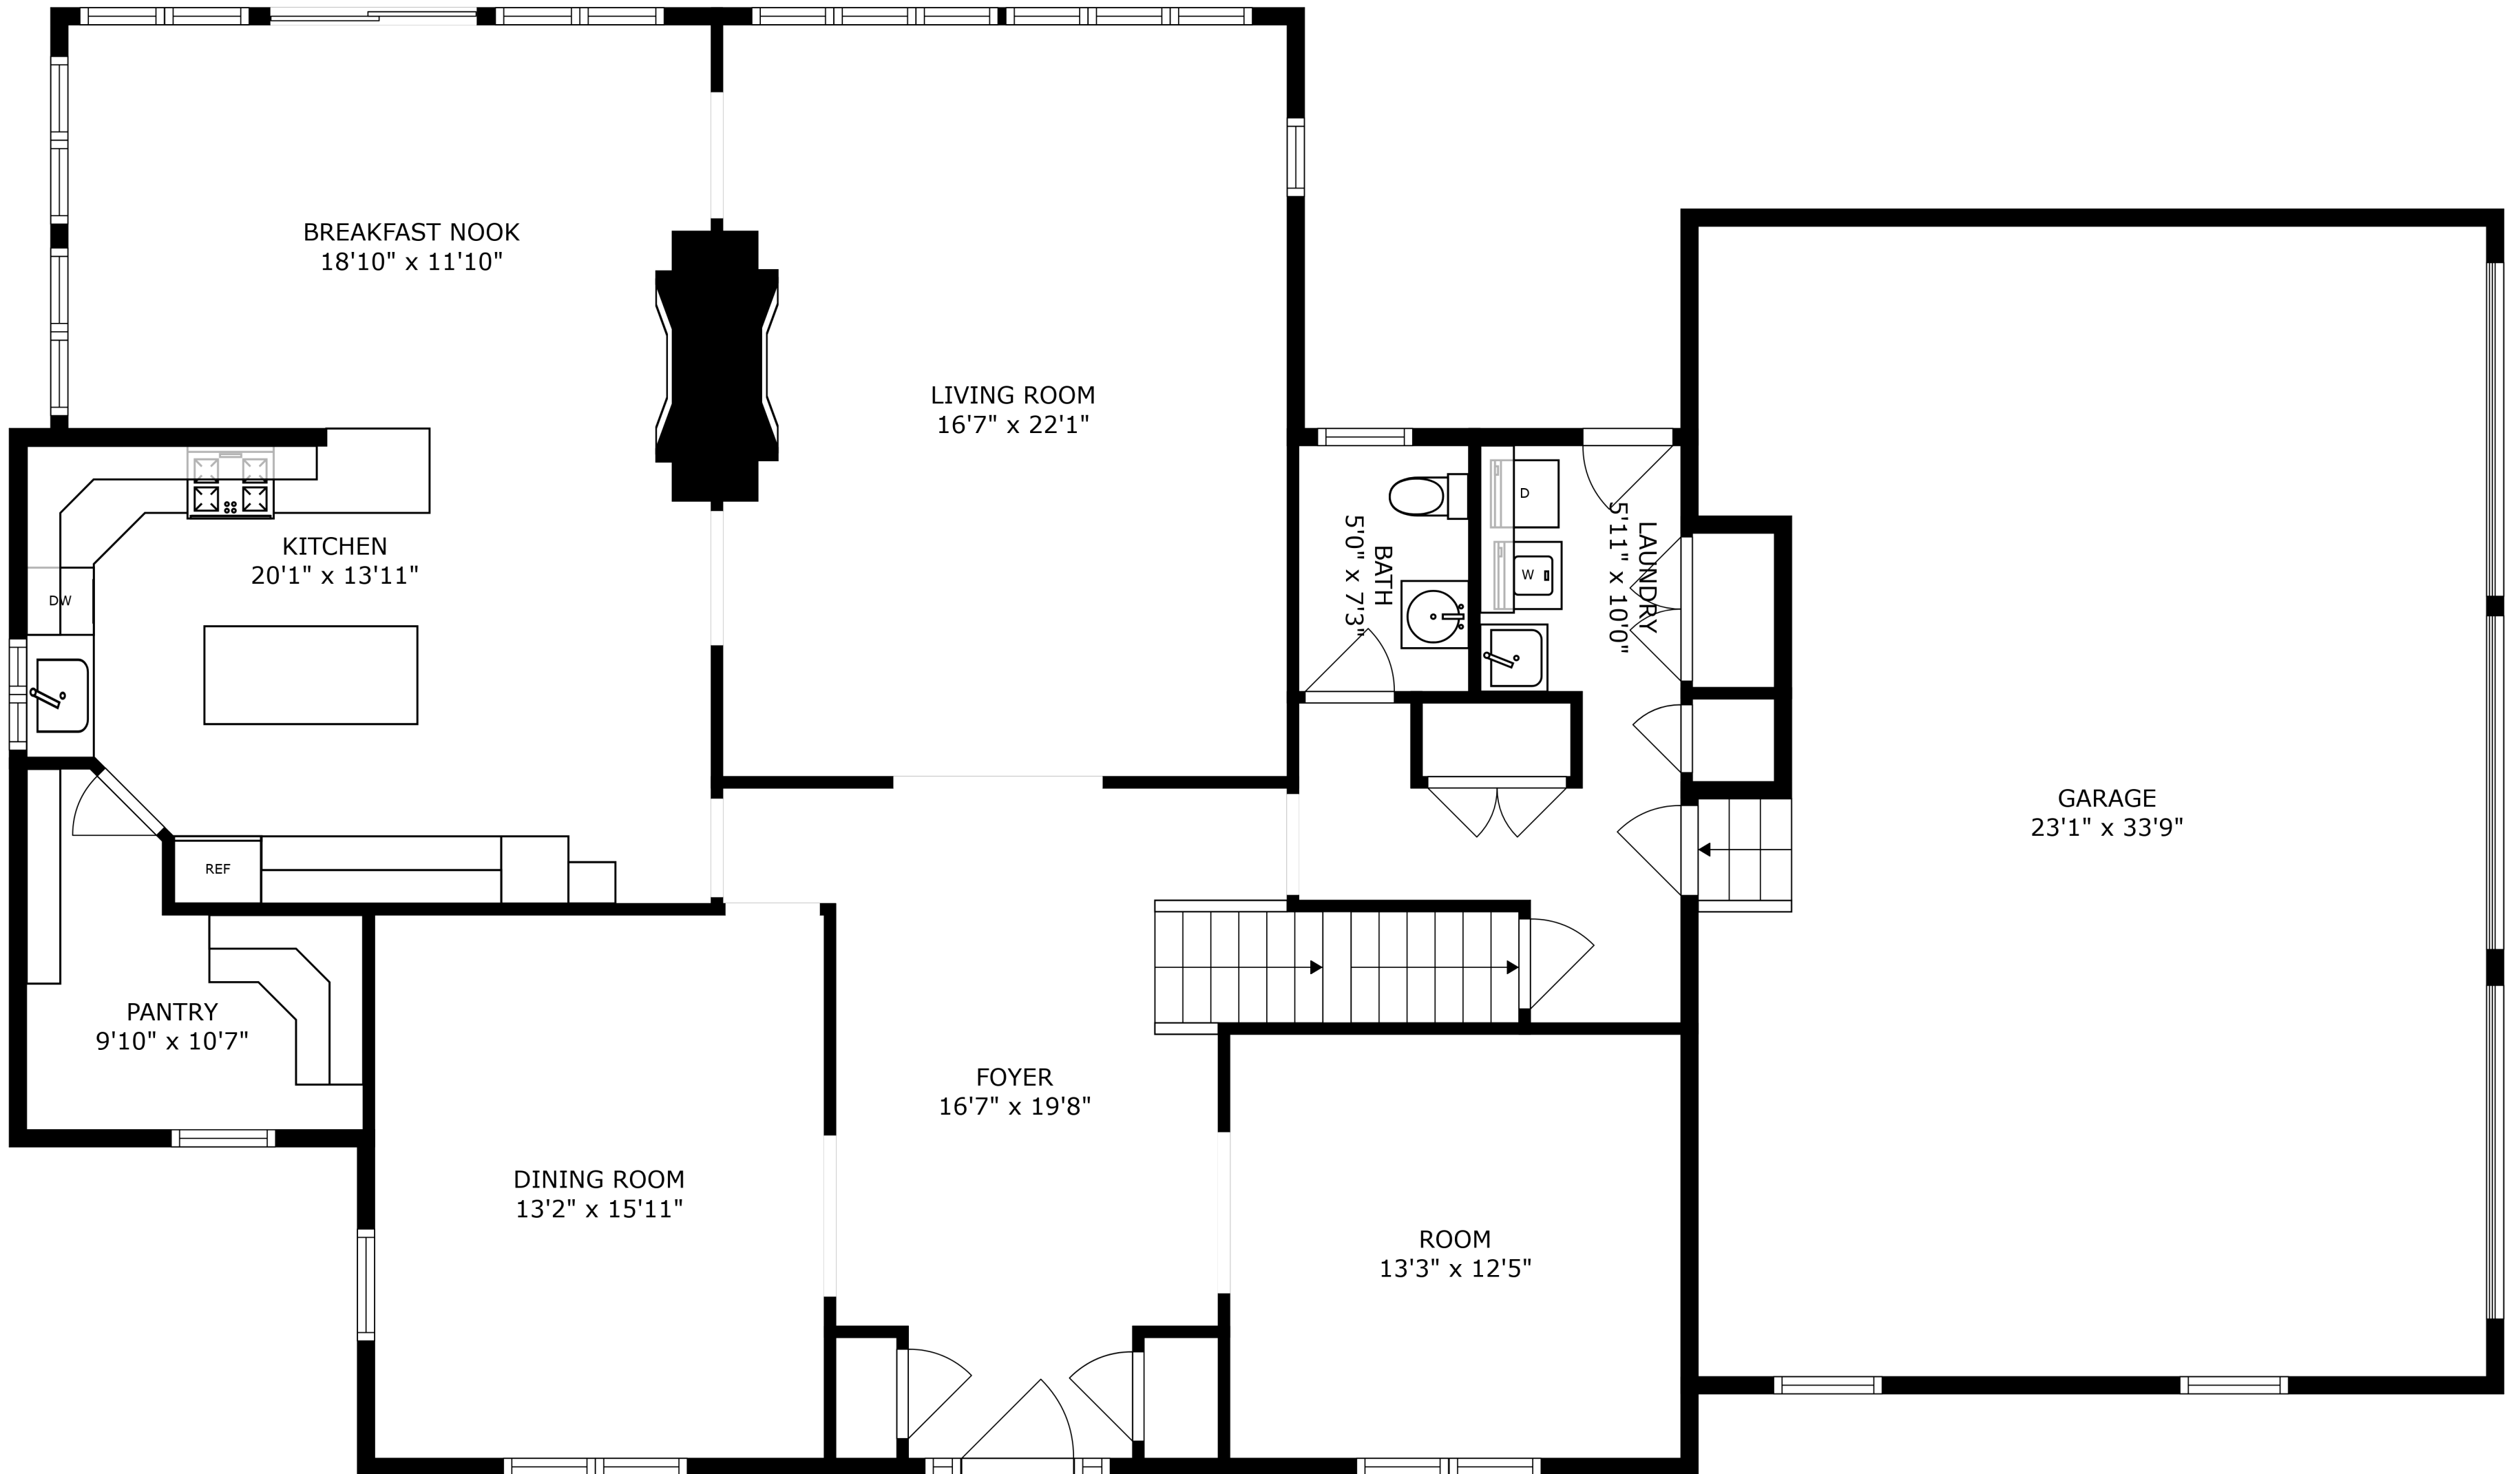 BREAKFAST NOOK
18'10" x 11'10"
LIVING ROOM
16'7" x 22'1"
KITCHEN
20'1" x 13'11"
DW
REF
BATH
5'0" x 7'3"
D
W
LAUNDRY
5'11" x 10'0"
GARAGE
23'1" x 33'9"
PANTRY
9'10" x 10'7"
FOYER
16'7" x 19'8"
DINING ROOM
13'2" x 15'11"
ROOM
13'3" x 12'5"